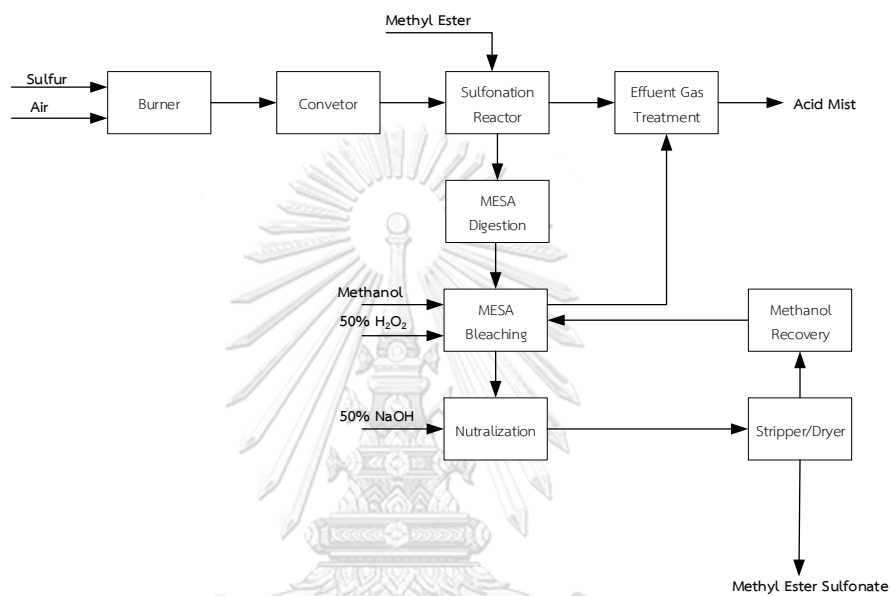 Methyl Ester
Sulfur
Air
Burner
Convetor
Sulfonation
Reactor
Effuent Gas
Treatment
Acid Mist
MESA
Digestion
Methanol
50% H₂O₂
MESA
Bleaching
Methanol
Recovery
50% NaOH
Nutralization
Stripper/Dryer
Methyl Ester Sulfonate